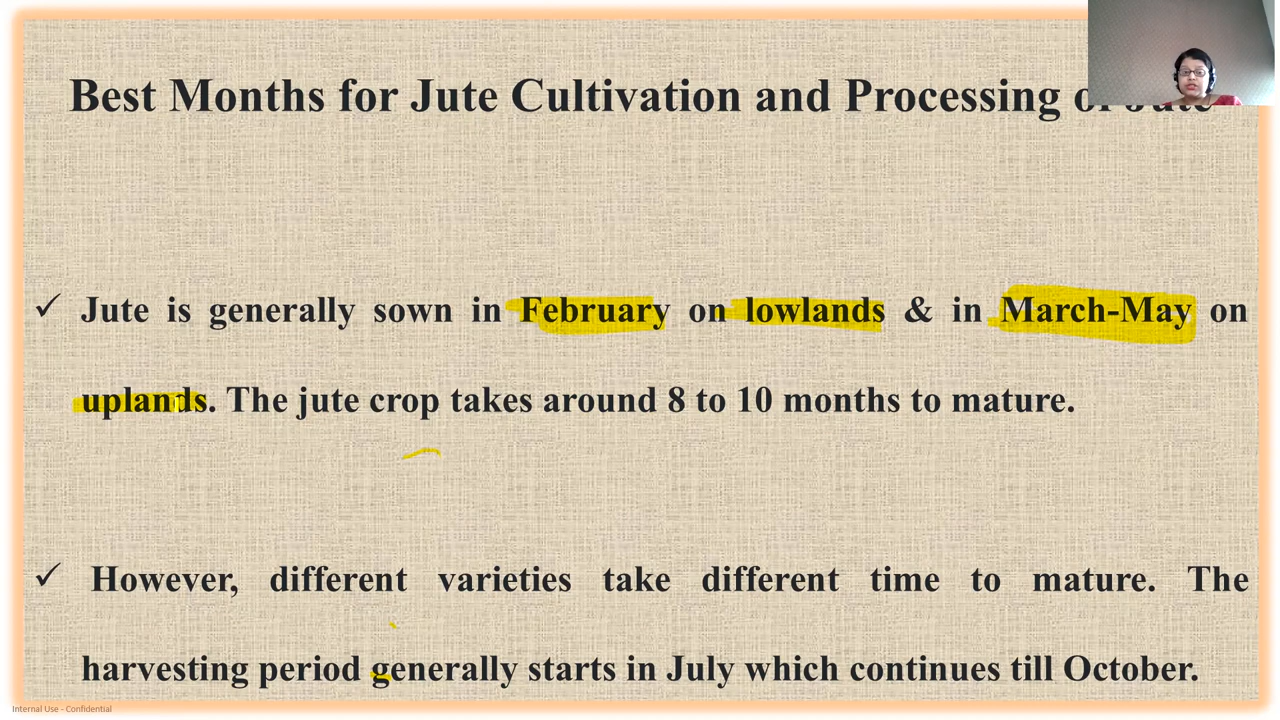 Best Months for Jute Cultivation and Processing of Jute
✓ Jute is generally sown in February on lowlands & in March-May on
uplands. The jute crop takes around 8 to 10 months to mature.
✓ However, different varieties take different time to mature. The
harvesting period generally starts in July which continues till October.
Internal Use - Confidential